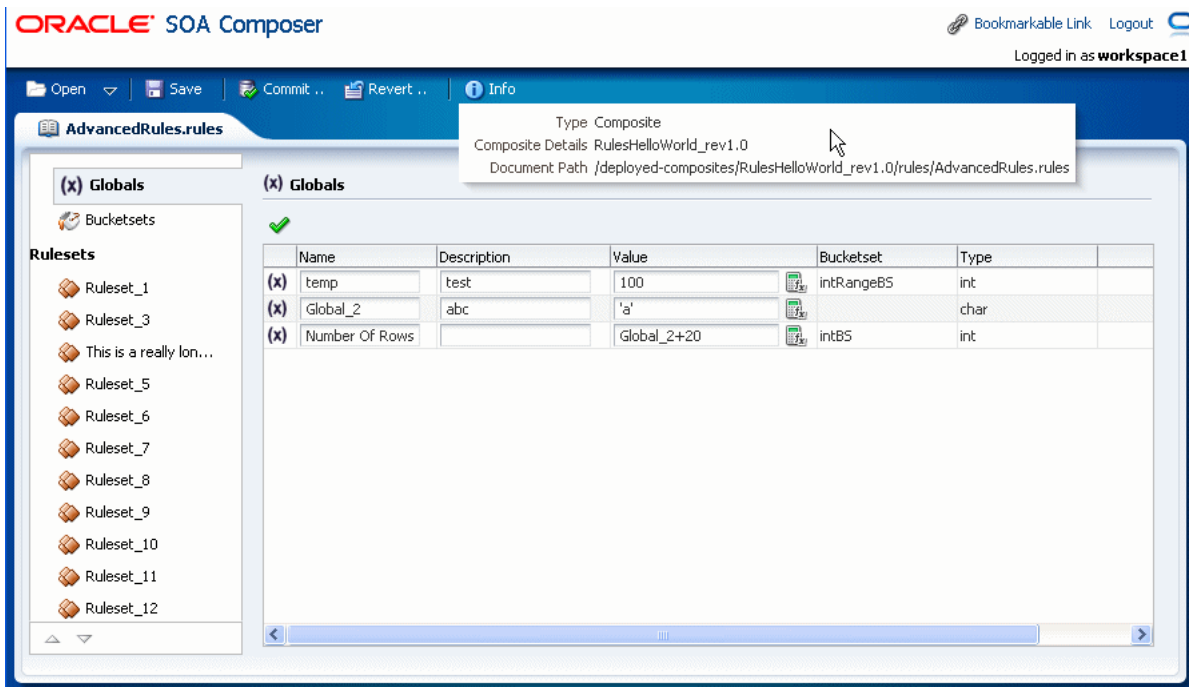 ORACLE SOA Composer
Bookmarkable Link Logout
Logged in as workspace1
Open Save Commit .. Revert .. Info
Type Composite
Composite Details RulesHelloWorld_rev1.0
Document Path /deployed-composites/RulesHelloWorld_rev1.0/rules/AdvancedRules.rules
AdvancedRules.rules
(x) Globals
Bucketsets
Rulesets
Ruleset_1
Ruleset_3
This is a really lon...
Ruleset_5
Ruleset_6
Ruleset_7
Ruleset_8
Ruleset_9
Ruleset_10
Ruleset_11
Ruleset_12
(x) Globals
Name Description Value Bucketset Type
(x) temp test 100 intRangeBS int
(x) Global_2 abc 'a' char
(x) Number Of Rows Global_2+20 intBS int